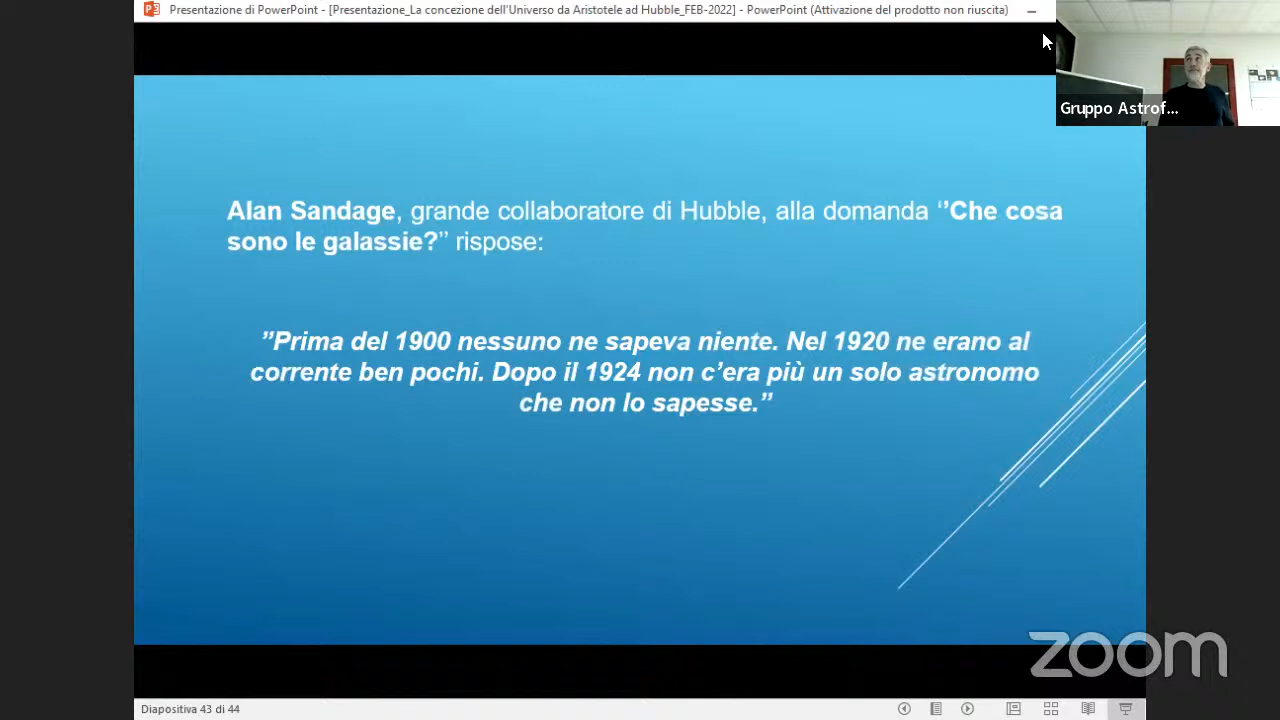 Presentazione di PowerPoint - [Presentazione_La concezione dell'Universo da Aristotele ad Hubble_FEB-2022] - PowerPoint (Attivazione del prodotto non riuscita)
Gruppo Astrof...
Alan Sandage, grande collaboratore di Hubble, alla domanda ‘’Che cosa
sono le galassie?’’ rispose:
”Prima del 1900 nessuno ne sapeva niente. Nel 1920 ne erano al
corrente ben pochi. Dopo il 1924 non c’era più un solo astronomo
che non lo sapesse.”
zoom
Diapositiva 43 di 44